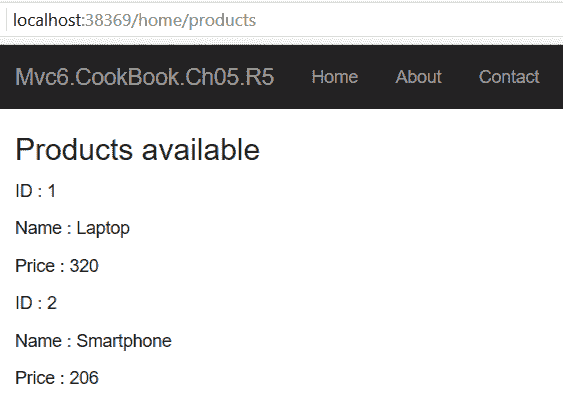 localhost:38369/home/products
Mvc6.CookBook.Ch05.R5 Home About Contact
Products available
ID : 1
Name : Laptop
Price : 320
ID : 2
Name : Smartphone
Price : 206